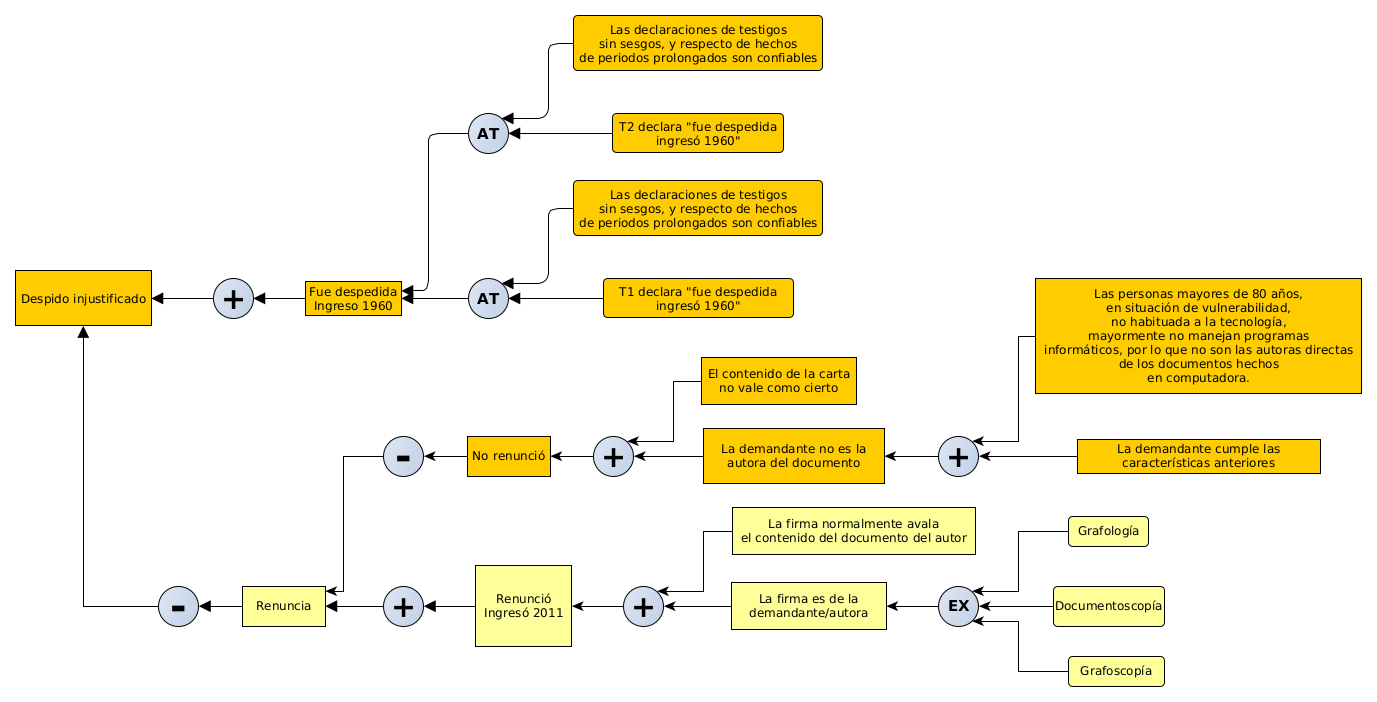 Las declaraciones de testigos
sin sesgos, y respecto de hechos
de periodos prolongados son confiables
AT
T2 declara "fue despedida
ingresó 1960"
Las declaraciones de testigos
sin sesgos, y respecto de hechos
de periodos prolongados son confiables
Despido injustificado
+
Fue despedida
Ingreso 1960
AT
T1 declara "fue despedida
ingresó 1960"
Las personas mayores de 80 años,
en situación de vulnerabilidad,
no habituada a la tecnología,
mayormente no manejan programas
informáticos, por lo que no son las autoras directas
de los documentos hechos
en computadora.
El contenido de la carta
no vale como cierto
-
No renunció
+
La demandante no es la
autora del documento
+
La demandante cumple las
características anteriores
La firma normalmente avala
el contenido del documento del autor
Grafología
-
Renuncia
+
Renunció
Ingresó 2011
+
La firma es de la
demandante/autora
EX
Documentoscopía
Grafoscopía